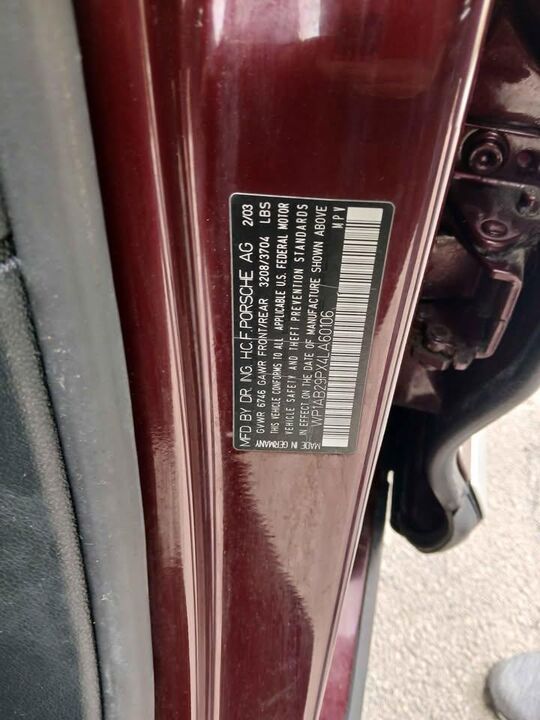 MFD BY DR. ING. H.C.F. PORSCHE AG 2/03
GVWR 6746 GAWR FRONT/REAR 3208/3704 LBS
THIS VEHICLE CONFORMS TO ALL APPLICABLE U.S. FEDERAL MOTOR
VEHICLE SAFETY AND THEFT PREVENTION STANDARDS
IN EFFECT ON THE DATE OF MANUFACTURE SHOWN ABOVE
WP1AB29PX4LA60106 MPV
MADE IN GERMANY